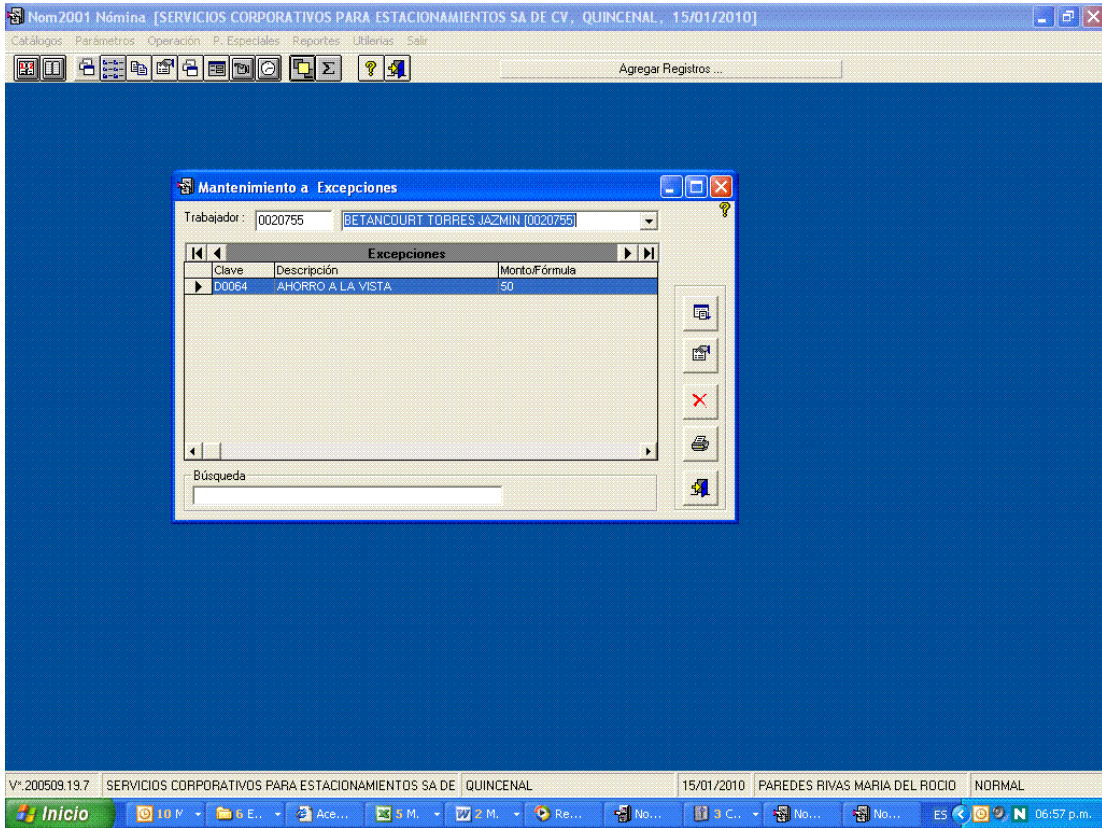 Nom2001 Nómina [SERVICIOS CORPORATIVOS PARA ESTACIONAMIENTOS SA DE CV, QUINCENAL, 15/01/2010]
Catálogos Parámetros Operación P. Especiales Reportes Utilerias Salir
Agregar Registros ...
Mantenimiento a Excepciones
Trabajador : 0020755 BETANCOURT TORRES JAZMIN [0020755]
Excepciones
Clave Descripción Monto/Fórmula
D0064 AHORRO A LA VISTA 50
Búsqueda
V*.200509.19.7 SERVICIOS CORPORATIVOS PARA ESTACIONAMIENTOS SA DE QUINCENAL 15/01/2010 PAREDES RIVAS MARIA DEL ROCIO NORMAL
Inicio 10 M 6 E... Ace... 5 M. 2 M. Re... No... 3 C... No... No... ES 06:57 p.m.